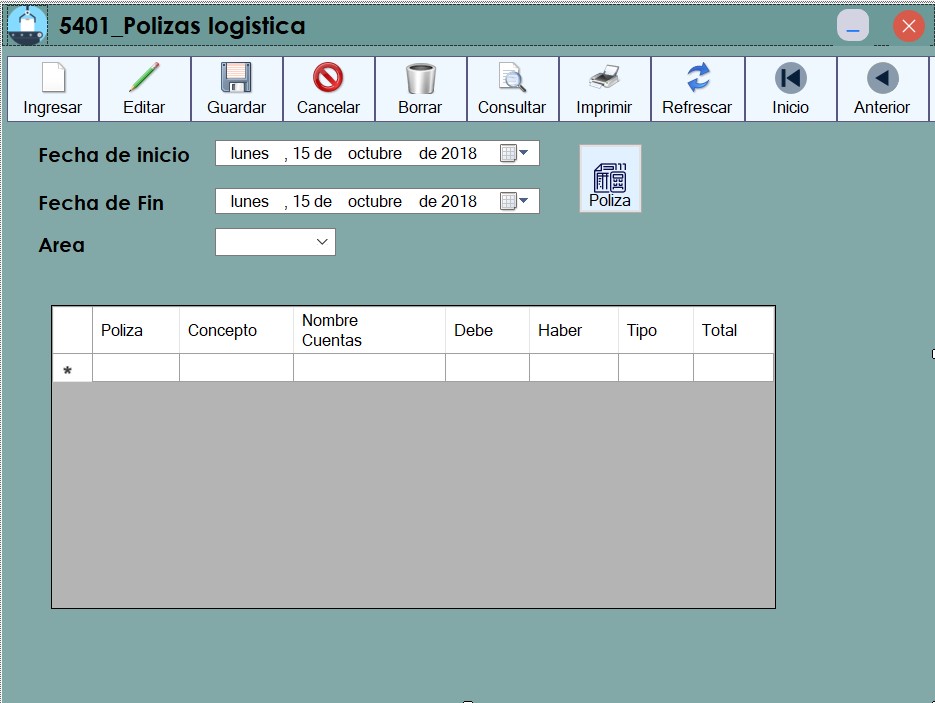 5401_Polizas logistica
Ingresar Editar Guardar Cancelar Borrar Consultar Imprimir Refrescar Inicio Anterior
Fecha de inicio lunes , 15 de octubre de 2018
Poliza
Fecha de Fin lunes , 15 de octubre de 2018
Area
Poliza Concepto Nombre Cuentas Debe Haber Tipo Total
*